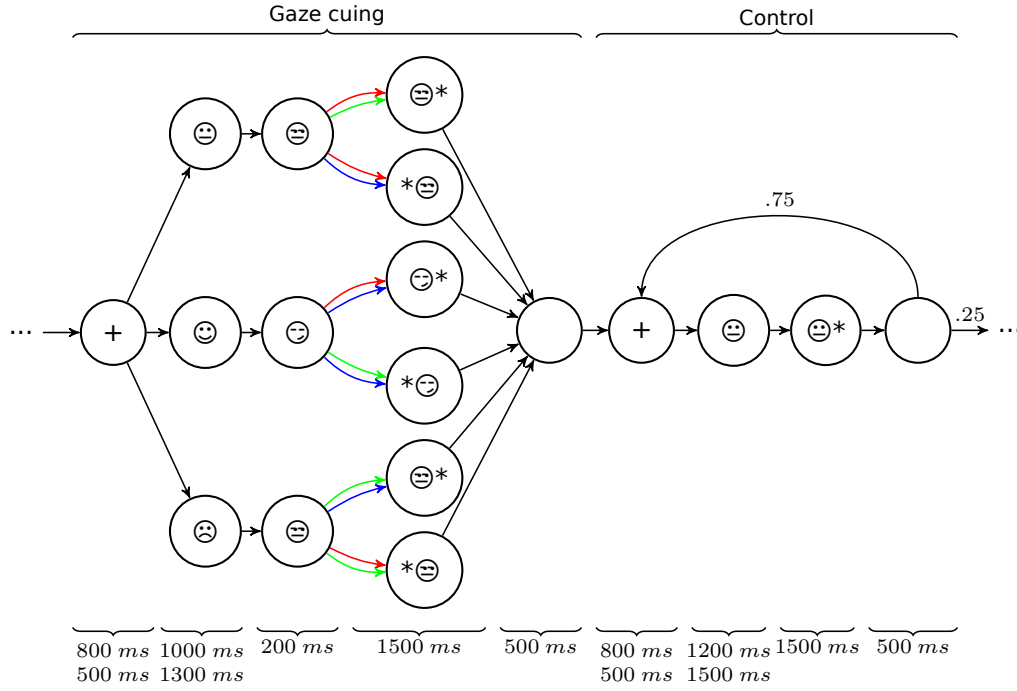 Gaze cuing
Control
😐 😒 😒*
*😒
.75
😏*
... + ☺ 😏 + 😐 😐* .25 ...
*😏
😒*
☹ 😒 *😒
800 ms 1000 ms 200 ms 1500 ms 500 ms 800 ms 1200 ms 1500 ms 500 ms
500 ms 1300 ms 500 ms 1500 ms